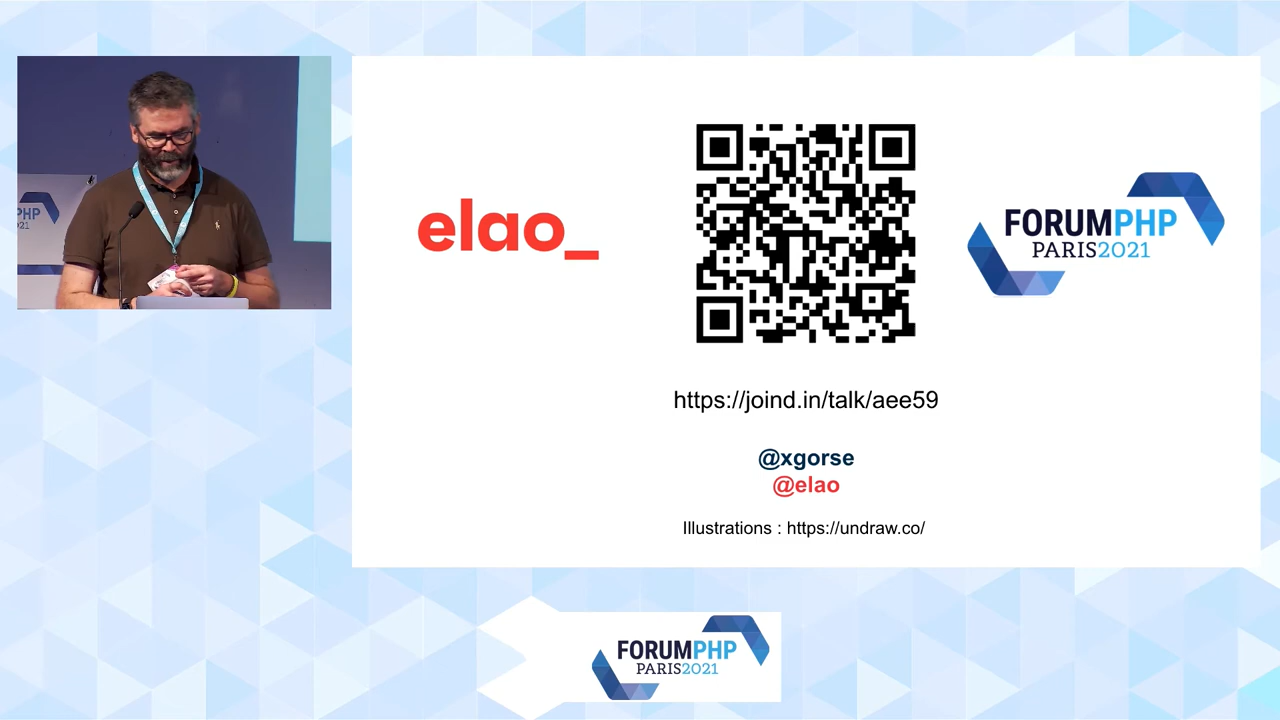 elao_
FORUMPHP
PARIS2021
https://joind.in/talk/aee59
@xgorse
@elao
Illustrations : https://undraw.co/
FORUMPHP
PARIS2021